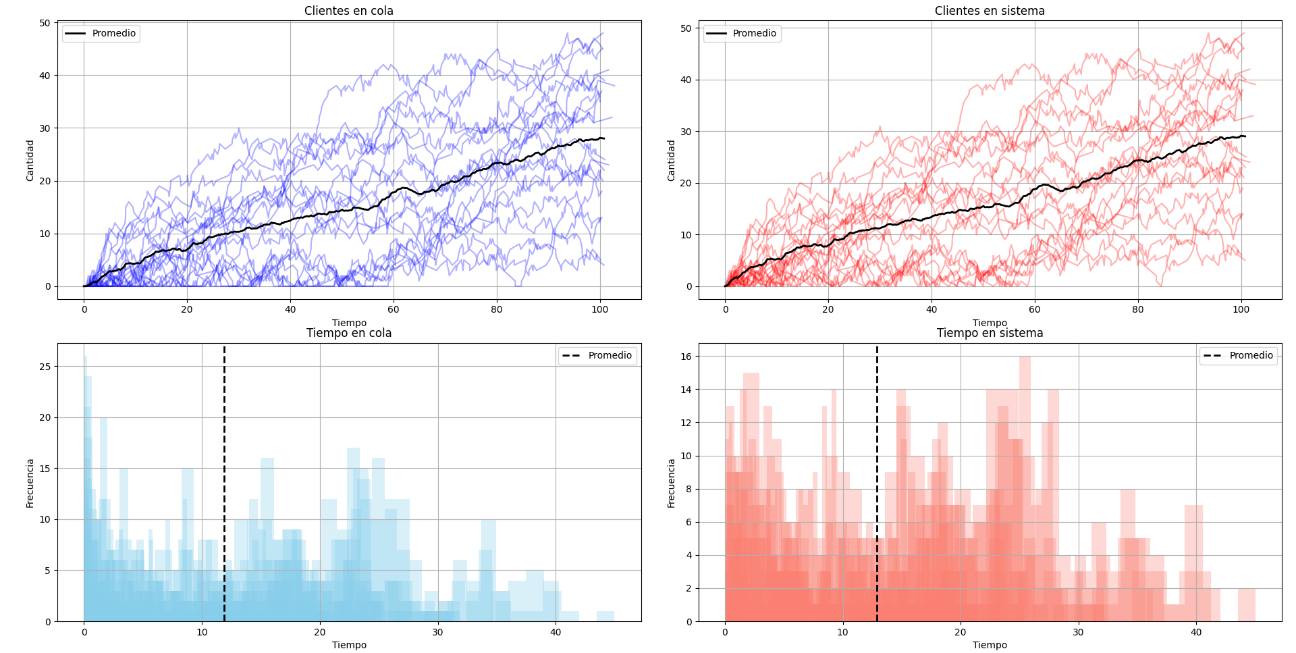 Clientes en cola
Promedio
Cantidad
50
40
30
20
10
0
0 20 40 60 80 100
Tiempo
Clientes en sistema
Promedio
Cantidad
50
40
30
20
10
0
0 20 40 60 80 100
Tiempo
Tiempo en cola
Promedio
Frecuencia
25
20
15
10
5
0
0 10 20 30 40
Tiempo
Tiempo en sistema
Promedio
Frecuencia
16
14
12
10
8
6
4
2
0
0 10 20 30 40
Tiempo